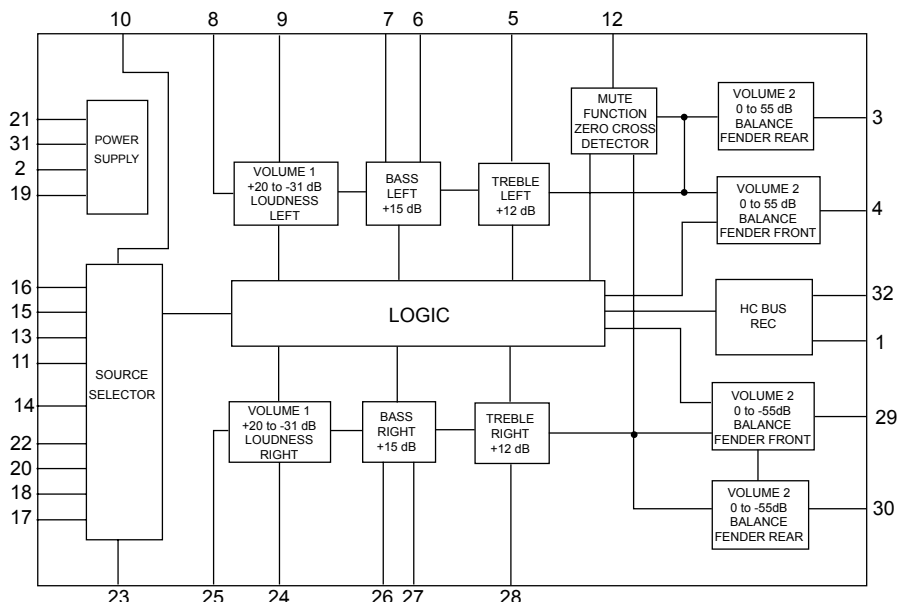 10
8
9
7
6
5
12
21
31
2
19
POWER
SUPPLY
VOLUME 1
+20 to -31 dB
LOUDNESS
LEFT
BASS
LEFT
+15 dB
TREBLE
LEFT
+12 dB
MUTE
FUNCTION
ZERO CROSS
DETECTOR
VOLUME 2
0 to 55 dB
BALANCE
FENDER REAR
3
VOLUME 2
0 to 55 dB
BALANCE
FENDER FRONT
4
16
15
13
11
14
22
20
18
17
SOURCE
SELECTOR
LOGIC
HC BUS
REC
32
1
VOLUME 1
+20 to -31 dB
LOUDNESS
RIGHT
BASS
RIGHT
+15 dB
TREBLE
RIGHT
+12 dB
VOLUME 2
0 to -55dB
BALANCE
FENDER FRONT
29
VOLUME 2
0 to -55dB
BALANCE
FENDER REAR
30
23
25
24
26
27
28